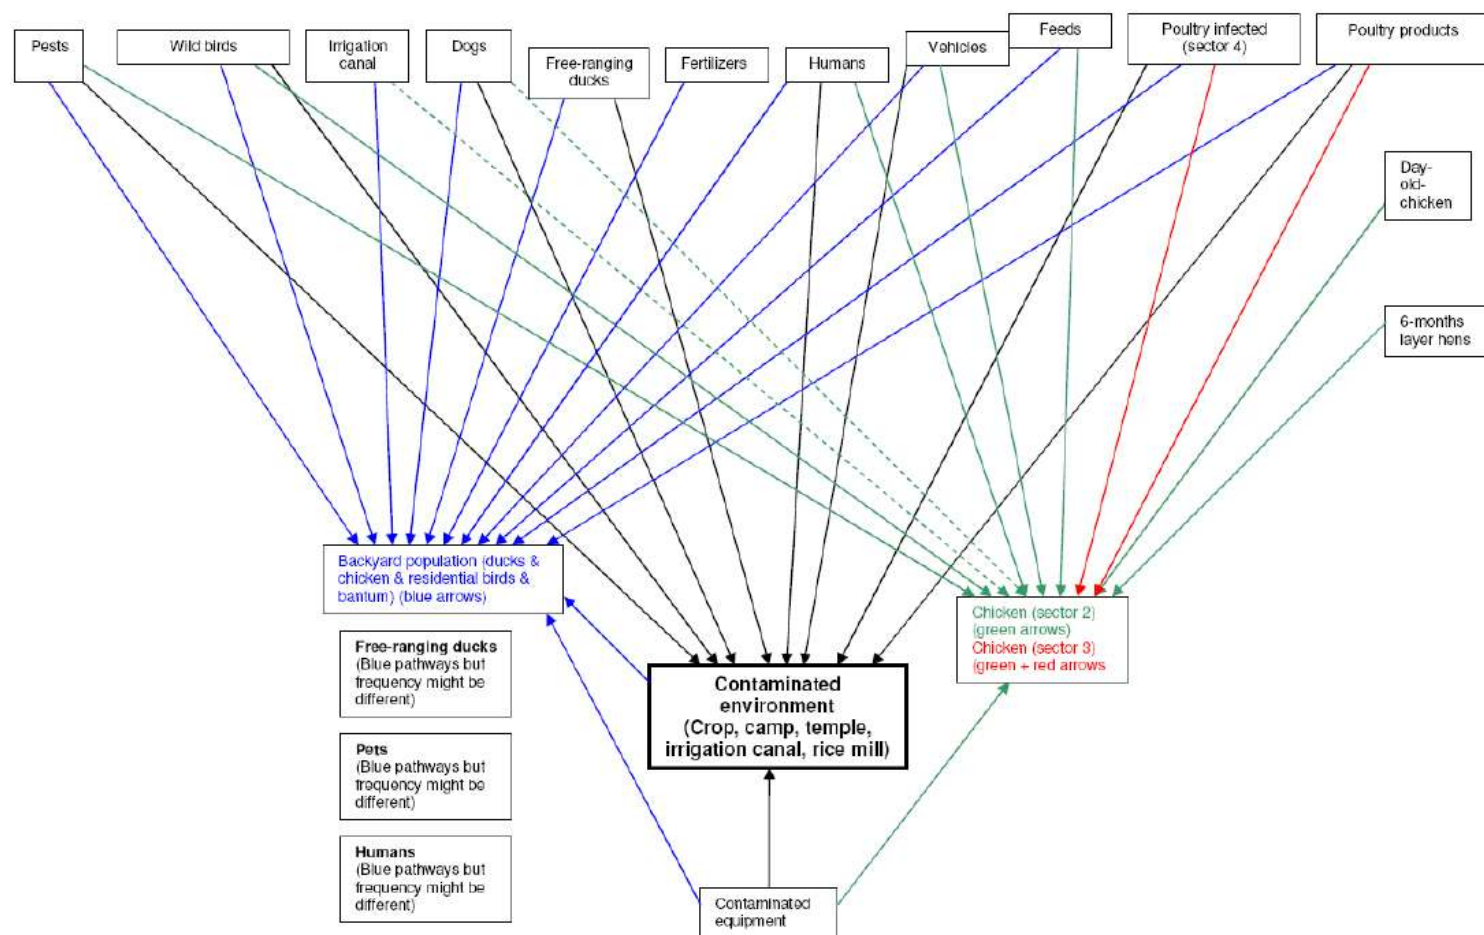 Pests
Wild birds
Irrigation
canal
Dogs
Free-ranging
ducks
Fertilizers
Humans
Vehicles
Feeds
Poultry infected
(sector 4)
Poultry products
Day-
old-
chicken
6-months
layer hens
Backyard population (ducks &
chicken & residential birds &
bantum) (blue arrows)
Chicken (sector 2)
(green arrows)
Chicken (sector 3)
(green + red arrows
Free-ranging ducks
(Blue pathways but
frequency might be
different)
Contaminated
environment
(Crop, camp, temple,
irrigation canal, rice mill)
Pets
(Blue pathways but
frequency might be
different)
Humans
(Blue pathways but
frequency might be
different)
Contaminated
equipment